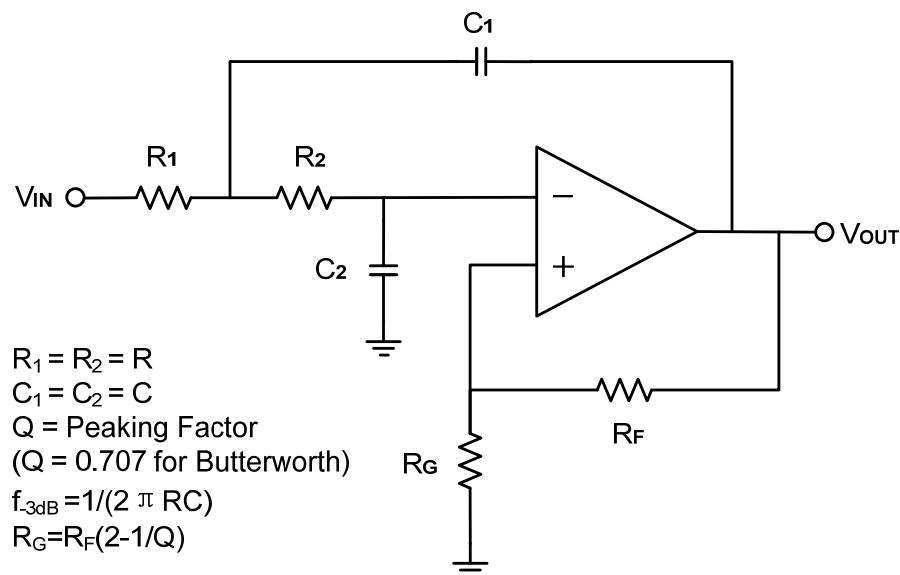 C1
R1
R2
VIN
−
+
VOUT
C2
RF
RG
R1 = R2 = R
C1 = C2 = C
Q = Peaking Factor
(Q = 0.707 for Butterworth)
f-3dB =1/(2 π RC)
RG=RF(2-1/Q)